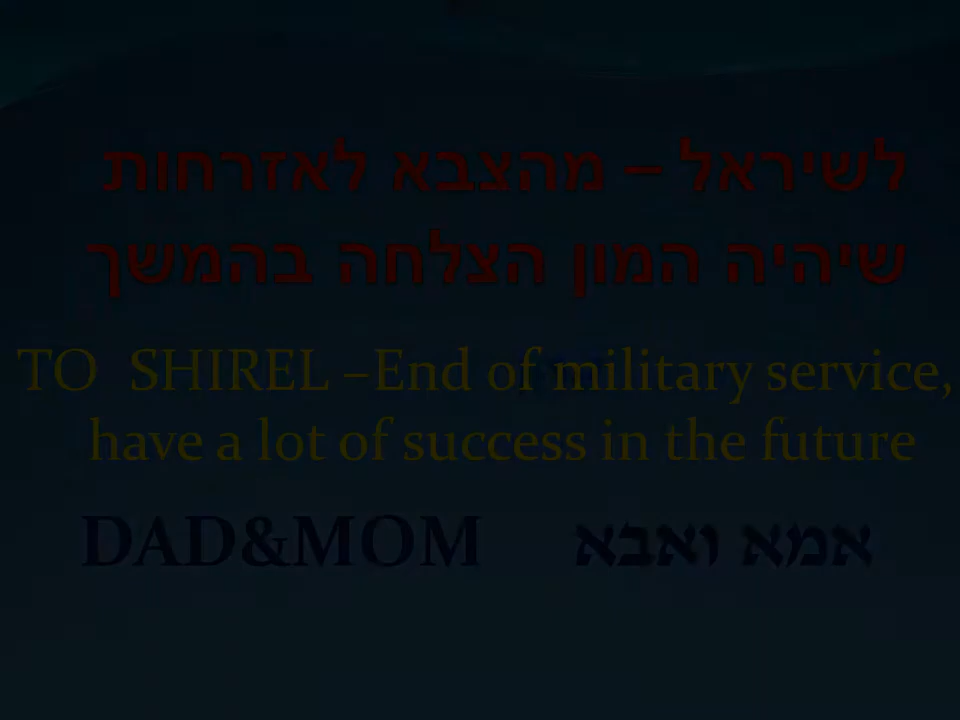 לשיראל – מהצבא לאזרחות
שיהיה המון הצלחה בהמשך
TO SHIREL –End of military service,
have a lot of success in the future
DAD&MOM אמא ואבא